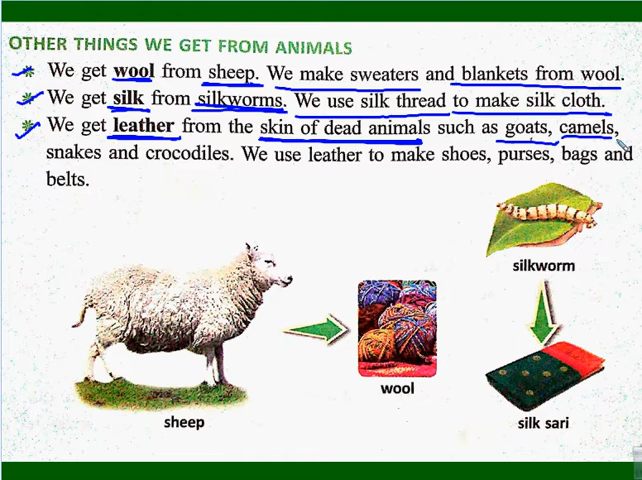 OTHER THINGS WE GET FROM ANIMALS
We get wool from sheep. We make sweaters and blankets from wool.
We get silk from silkworms. We use silk thread to make silk cloth.
We get leather from the skin of dead animals such as goats, camels,
snakes and crocodiles. We use leather to make shoes, purses, bags and
belts.
silkworm
wool
sheep
silk sari